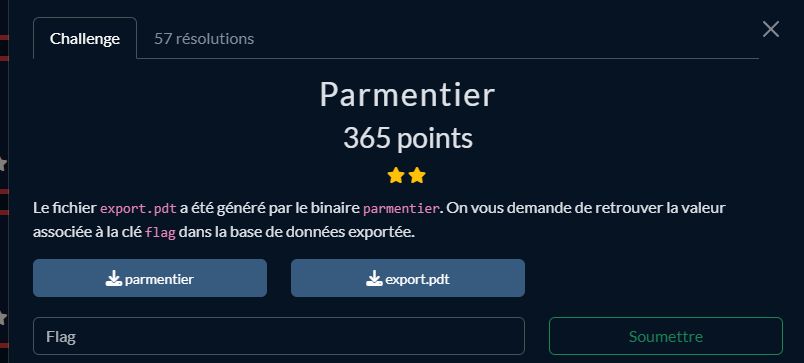 Challenge
57 résolutions
Parmentier
365 points
Le fichier export.pdt a été généré par le binaire parmentier. On vous demande de retrouver la valeur
associée à la clé flag dans la base de données exportée.
parmentier
export.pdt
Flag
Soumettre